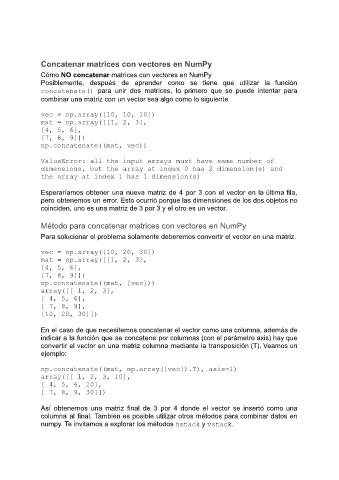 Concatenar matrices con vectores en NumPy
Cómo NO concatenar matrices con vectores en NumPy
Posiblemente, después de aprender como se tiene que utilizar la función
concatenate() para unir dos matrices, lo primero que se puede intentar para
combinar una matriz con un vector sea algo como lo siguiente
vec = np.array([10, 10, 10])
mat = np.array([[1, 2, 3],
[4, 5, 6],
[7, 8, 9]])
np.concatenate((mat, vec))
ValueError: all the input arrays must have same number of
dimensions, but the array at index 0 has 2 dimension(s) and
the array at index 1 has 1 dimension(s)
Esperaríamos obtener una nueva matriz de 4 por 3 con el vector en la última fila,
pero obtenemos un error. Esto ocurrió porque las dimensiones de los dos objetos no
coinciden, uno es una matriz de 3 por 3 y el otro es un vector.
Método para concatenar matrices con vectores en NumPy
Para solucionar el problema solamente deberemos convertir el vector en una matriz.
vec = np.array([10, 20, 30])
mat = np.array([[1, 2, 3],
[4, 5, 6],
[7, 8, 9]])
np.concatenate((mat, [vec]))
array([[ 1, 2, 3],
[ 4, 5, 6],
[ 7, 8, 9],
[10, 20, 30]])
En el caso de que necesitemos concatenar el vector como una columna, además de
indicar a la función que se concatene por columnas (con el parámetro axis) hay que
convertir el vector en una matriz columna mediante la transposición (T). Veamos un
ejemplo:
np.concatenate((mat, np.array([vec]).T), axis=1)
array([[ 1, 2, 3, 10],
[ 4, 5, 6, 20],
[ 7, 8, 9, 30]])
Así obtenemos una matriz final de 3 por 4 donde el vector se insertó como una
columna al final. También es posible utilizar otros métodos para combinar datos en
numpy. Te invitamos a explorar los métodos hstack y vstack.